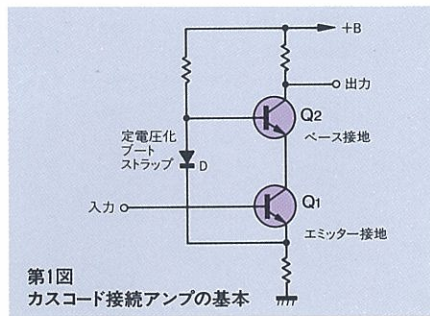 +B
出力
Q2
ベース接地
定電圧化
ブート
ストラップ
D
入力
Q1
エミッター接地
第1図
カスコード接続アンプの基本